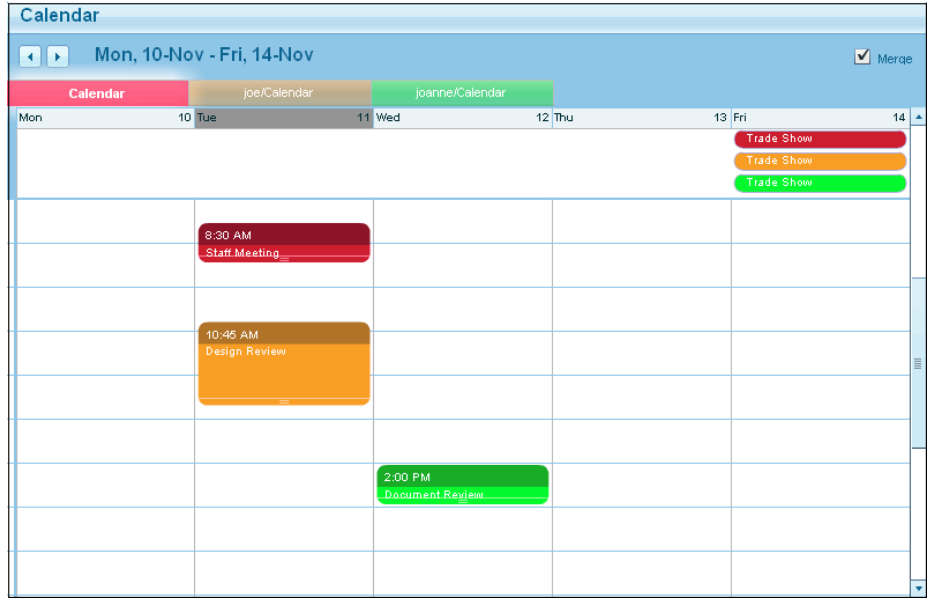 Calendar
Mon, 10-Nov - Fri, 14-Nov
Merge
Calendar joe/Calendar joanne/Calendar
Mon 10 Tue 11 Wed 12 Thu 13 Fri 14
Trade Show
Trade Show
Trade Show
8:30 AM
Staff Meeting
10:45 AM
Design Review
2:00 PM
Document Review